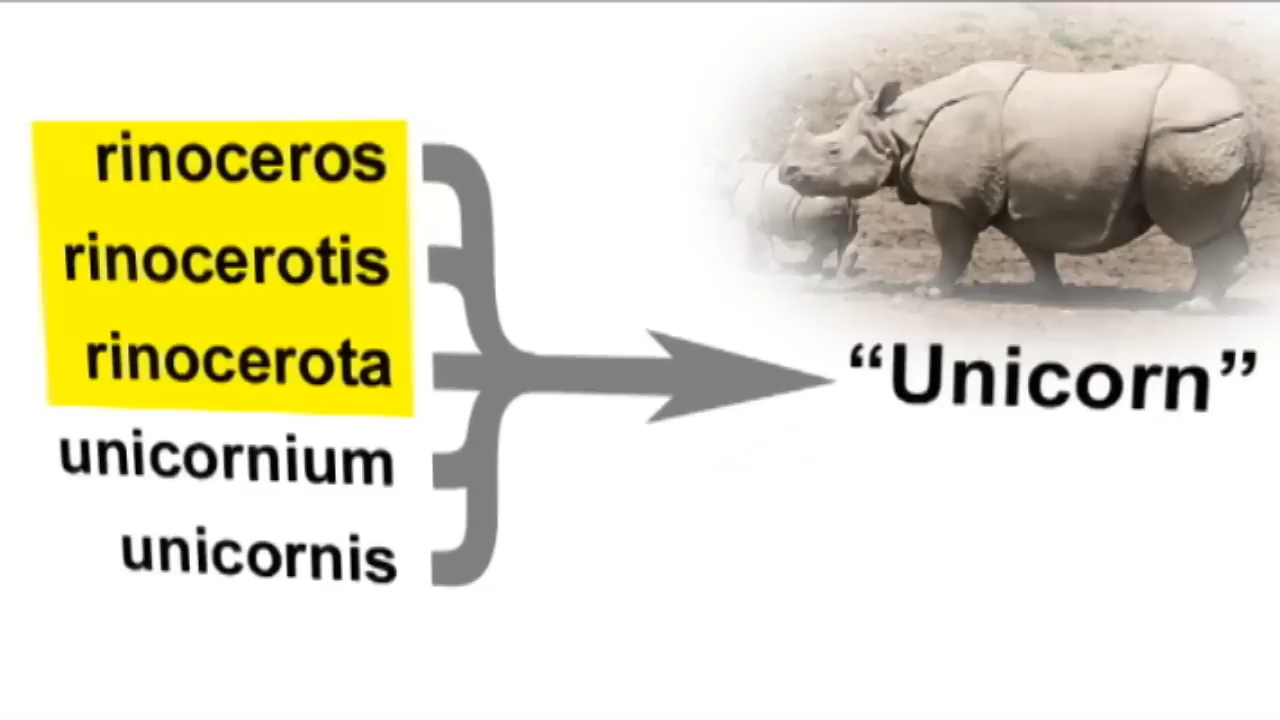 rinoceros
rinocerotis
rinocerota
unicornium
unicornis
“Unicorn”